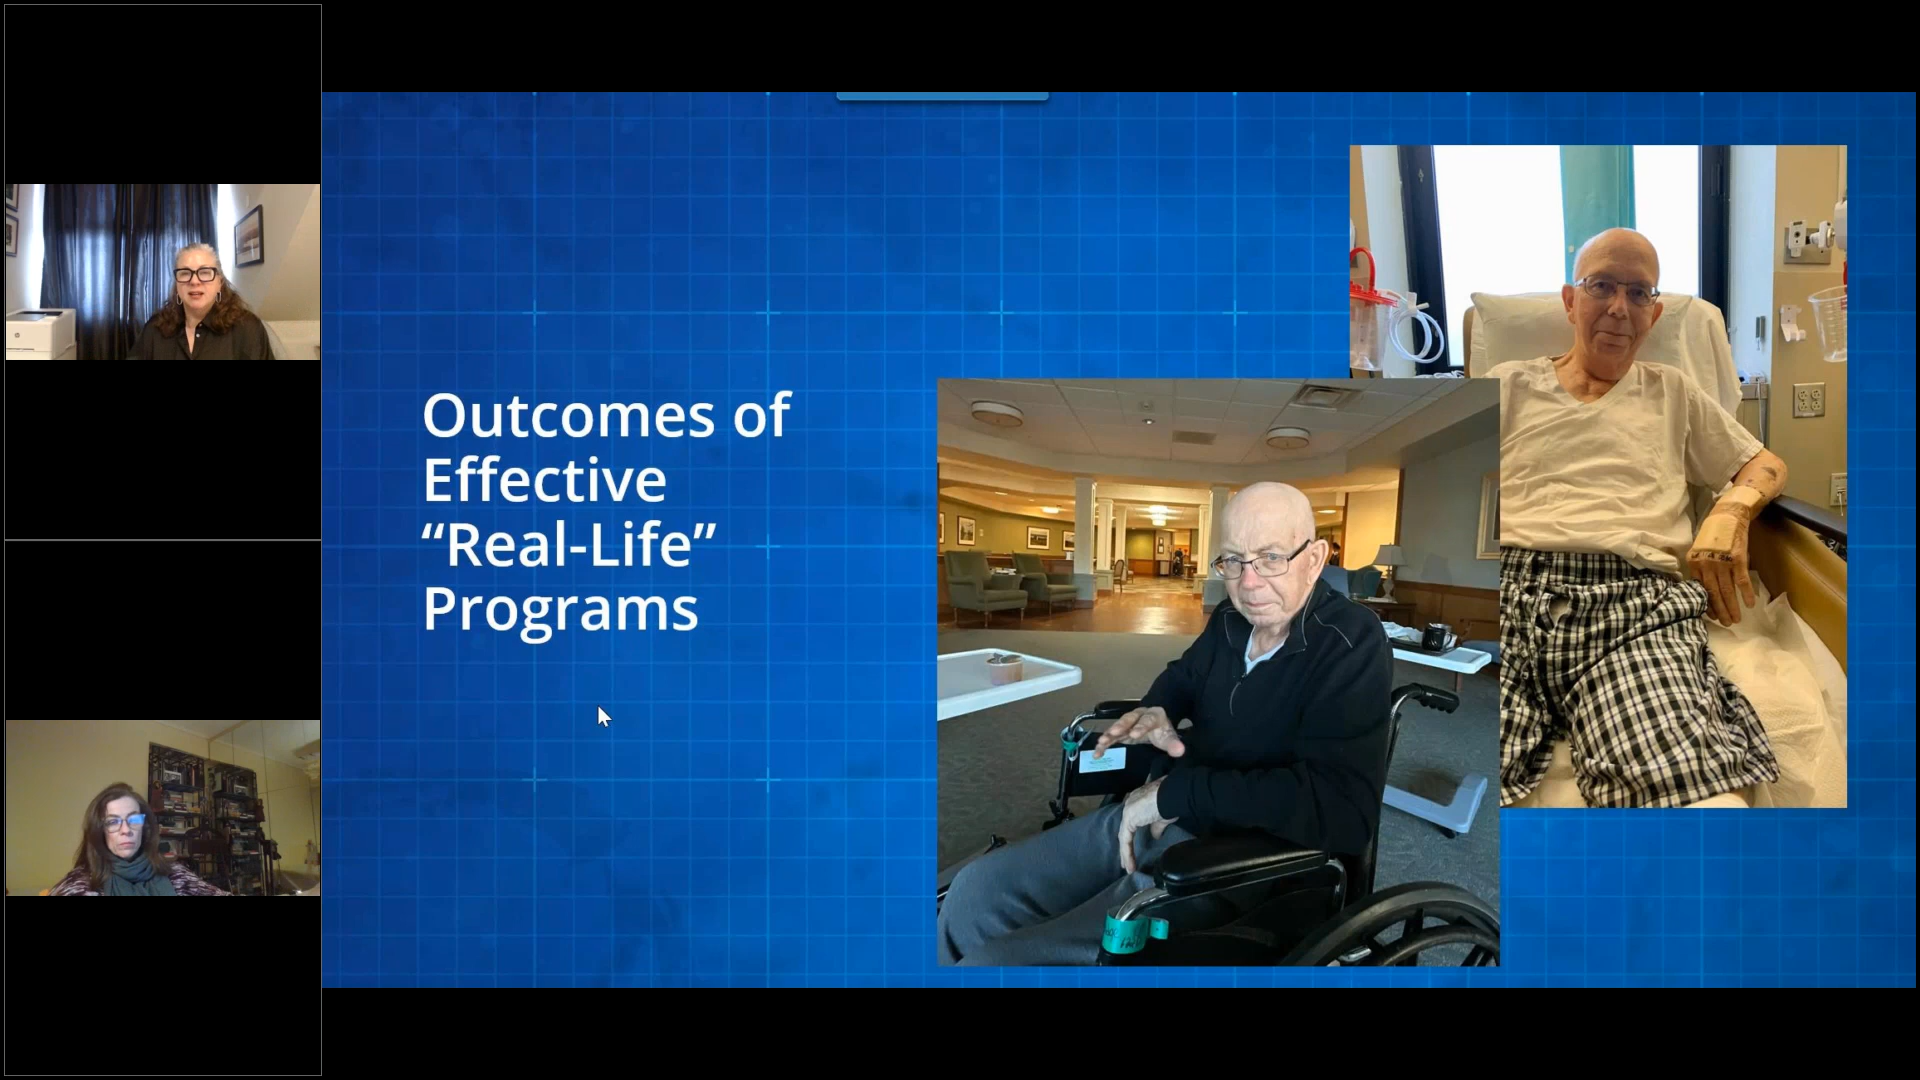 Outcomes of
Effective
“Real-Life”
Programs